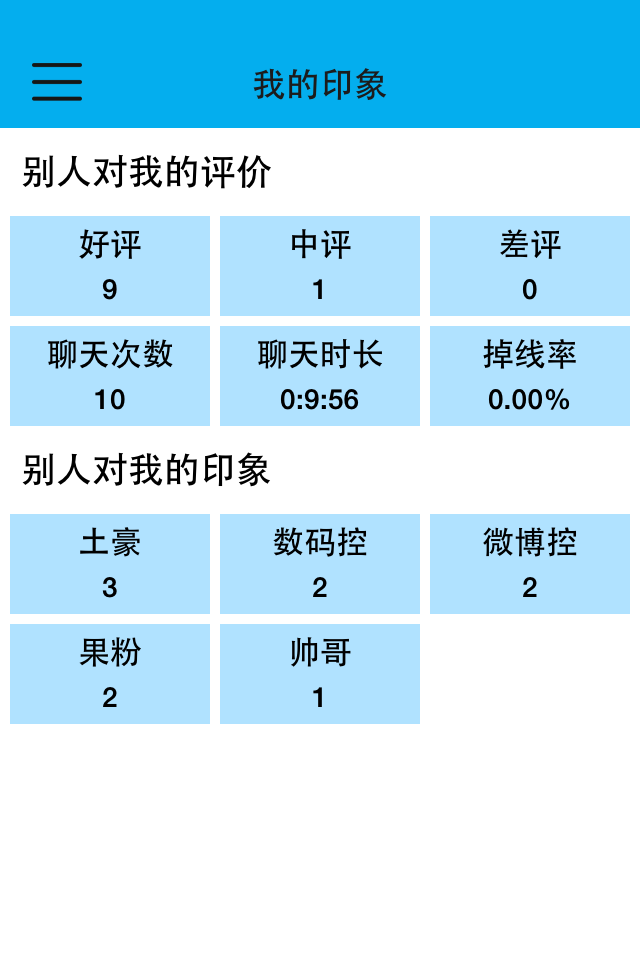 我的印象
别人对我的评价
好评 中评 差评
9 1 0
聊天次数 聊天时长 掉线率
10 0:9:56 0.00%
别人对我的印象
土豪 数码控 微博控
3 2 2
果粉 帅哥
2 1